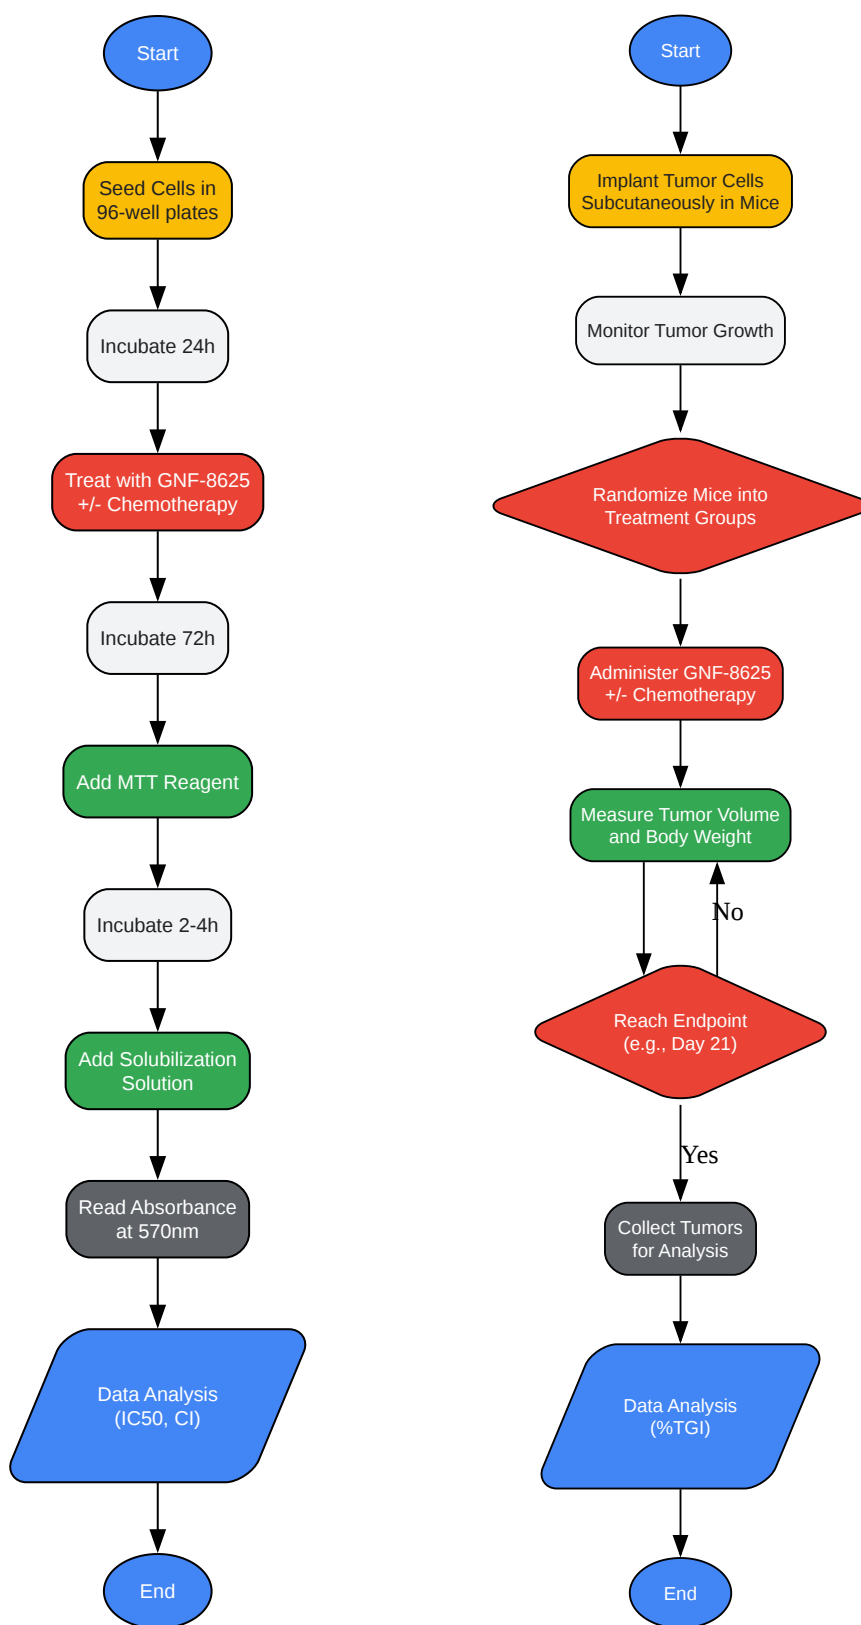 Start
Seed Cells in
96-well plates
Incubate 24h
Treat with GNF-8625
+/- Chemotherapy
Incubate 72h
Add MTT Reagent
Incubate 2-4h
Add Solubilization
Solution
Read Absorbance
at 570nm
Data Analysis
(IC50, CI)
End
Start
Implant Tumor Cells
Subcutaneously in Mice
Monitor Tumor Growth
Randomize Mice into
Treatment Groups
Administer GNF-8625
+/- Chemotherapy
Measure Tumor Volume
and Body Weight
No
Reach Endpoint
(e.g., Day 21)
Yes
Collect Tumors
for Analysis
Data Analysis
(%TGI)
End